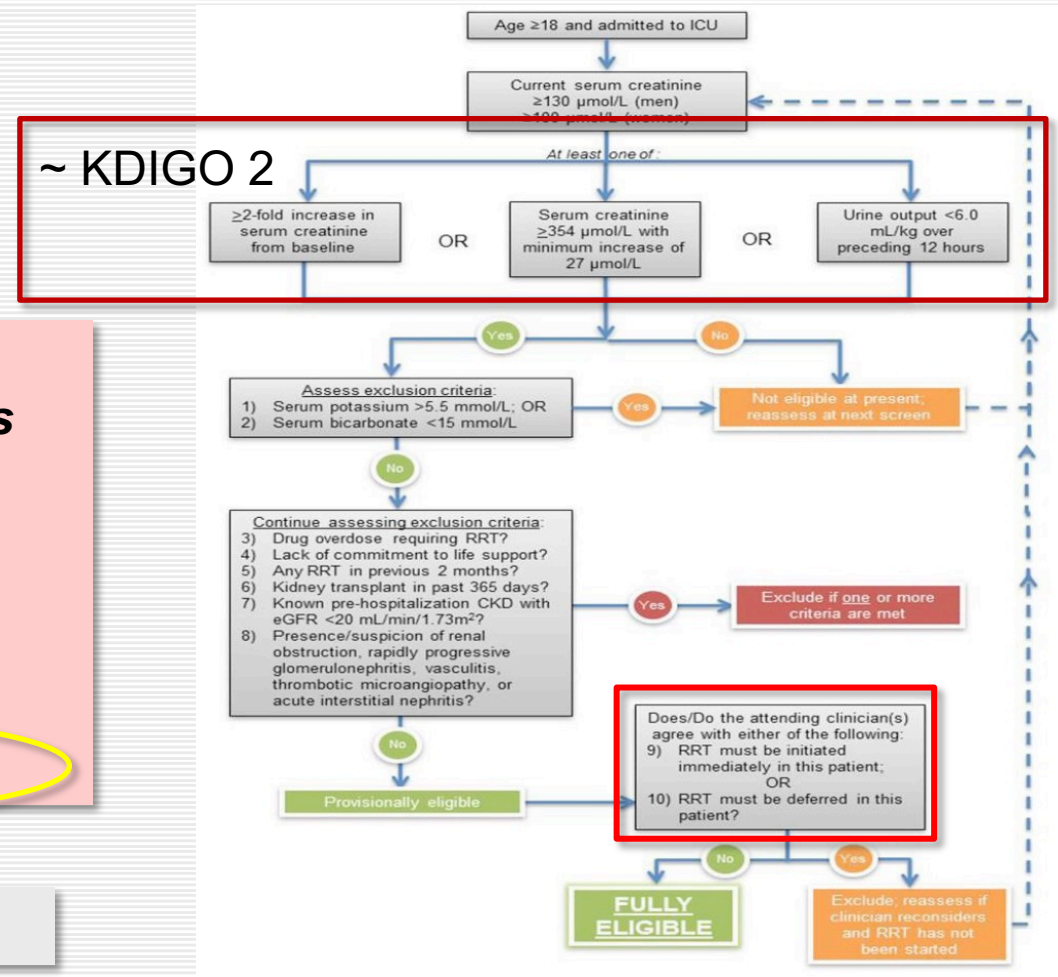 Age ≥18 and admitted to ICU
Current serum creatinine
≥130 µmol/L (men)
≥100 µmol/L (women)
~ KDIGO 2
At least one of:
≥2-fold increase in
serum creatinine
from baseline
OR
Serum creatinine
≥354 µmol/L with
minimum increase of
27 µmol/L
OR
Urine output <6.0
mL/kg over
preceding 12 hours
Yes
No
s
Assess exclusion criteria:
1) Serum potassium >5.5 mmol/L; OR
2) Serum bicarbonate <15 mmol/L
Yes
Not eligible at present;
reassess at next screen
No
Continue assessing exclusion criteria:
3) Drug overdose requiring RRT?
4) Lack of commitment to life support?
5) Any RRT in previous 2 months?
6) Kidney transplant in past 365 days?
7) Known pre-hospitalization CKD with
eGFR <20 mL/min/1.73m²?
8) Presence/suspicion of renal
obstruction, rapidly progressive
glomerulonephritis, vasculitis,
thrombotic microangiopathy, or
acute interstitial nephritis?
Yes
Exclude if one or more
criteria are met
No
Provisionally eligible
Does/Do the attending clinician(s)
agree with either of the following:
9) RRT must be initiated
immediately in this patient;
OR
10) RRT must be deferred in this
patient?
No
Yes
FULLY
ELIGIBLE
Exclude; reassess if
clinician reconsiders
and RRT has not
been started